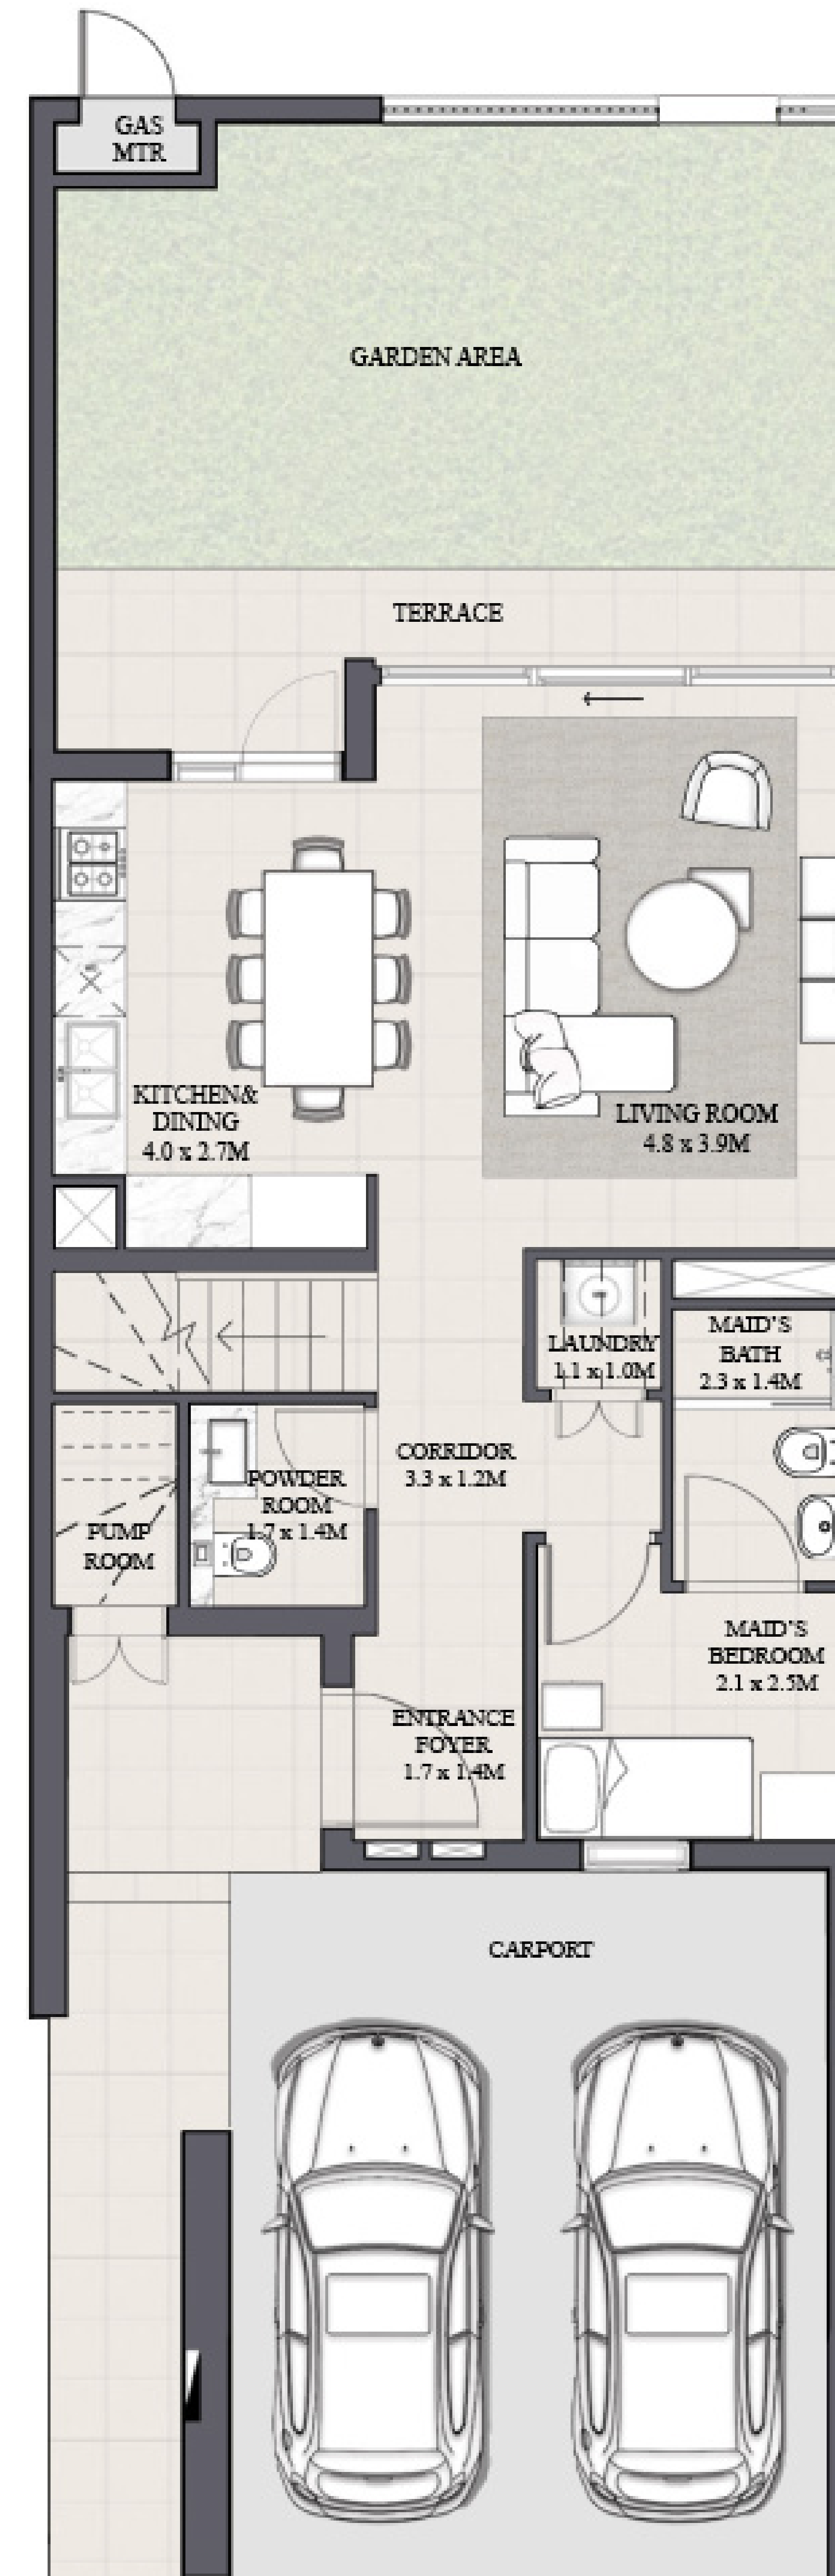 GAS
MTR
GARDEN AREA
TERRACE
KITCHEN&
DINING
4.0 x 2.7M
LIVING ROOM
4.8 x 3.9M
LAUNDRY
1.1 x 1.0M
MAID'S
BATH
2.3 x 1.4M
CORRIDOR
3.3 x 1.2M
POWDER
ROOM
1.7 x 1.4M
PUMP
ROOM
MAID'S
BEDROOM
2.1 x 2.5M
ENTRANCE
FOYER
1.7 x 1.4M
CARPORT